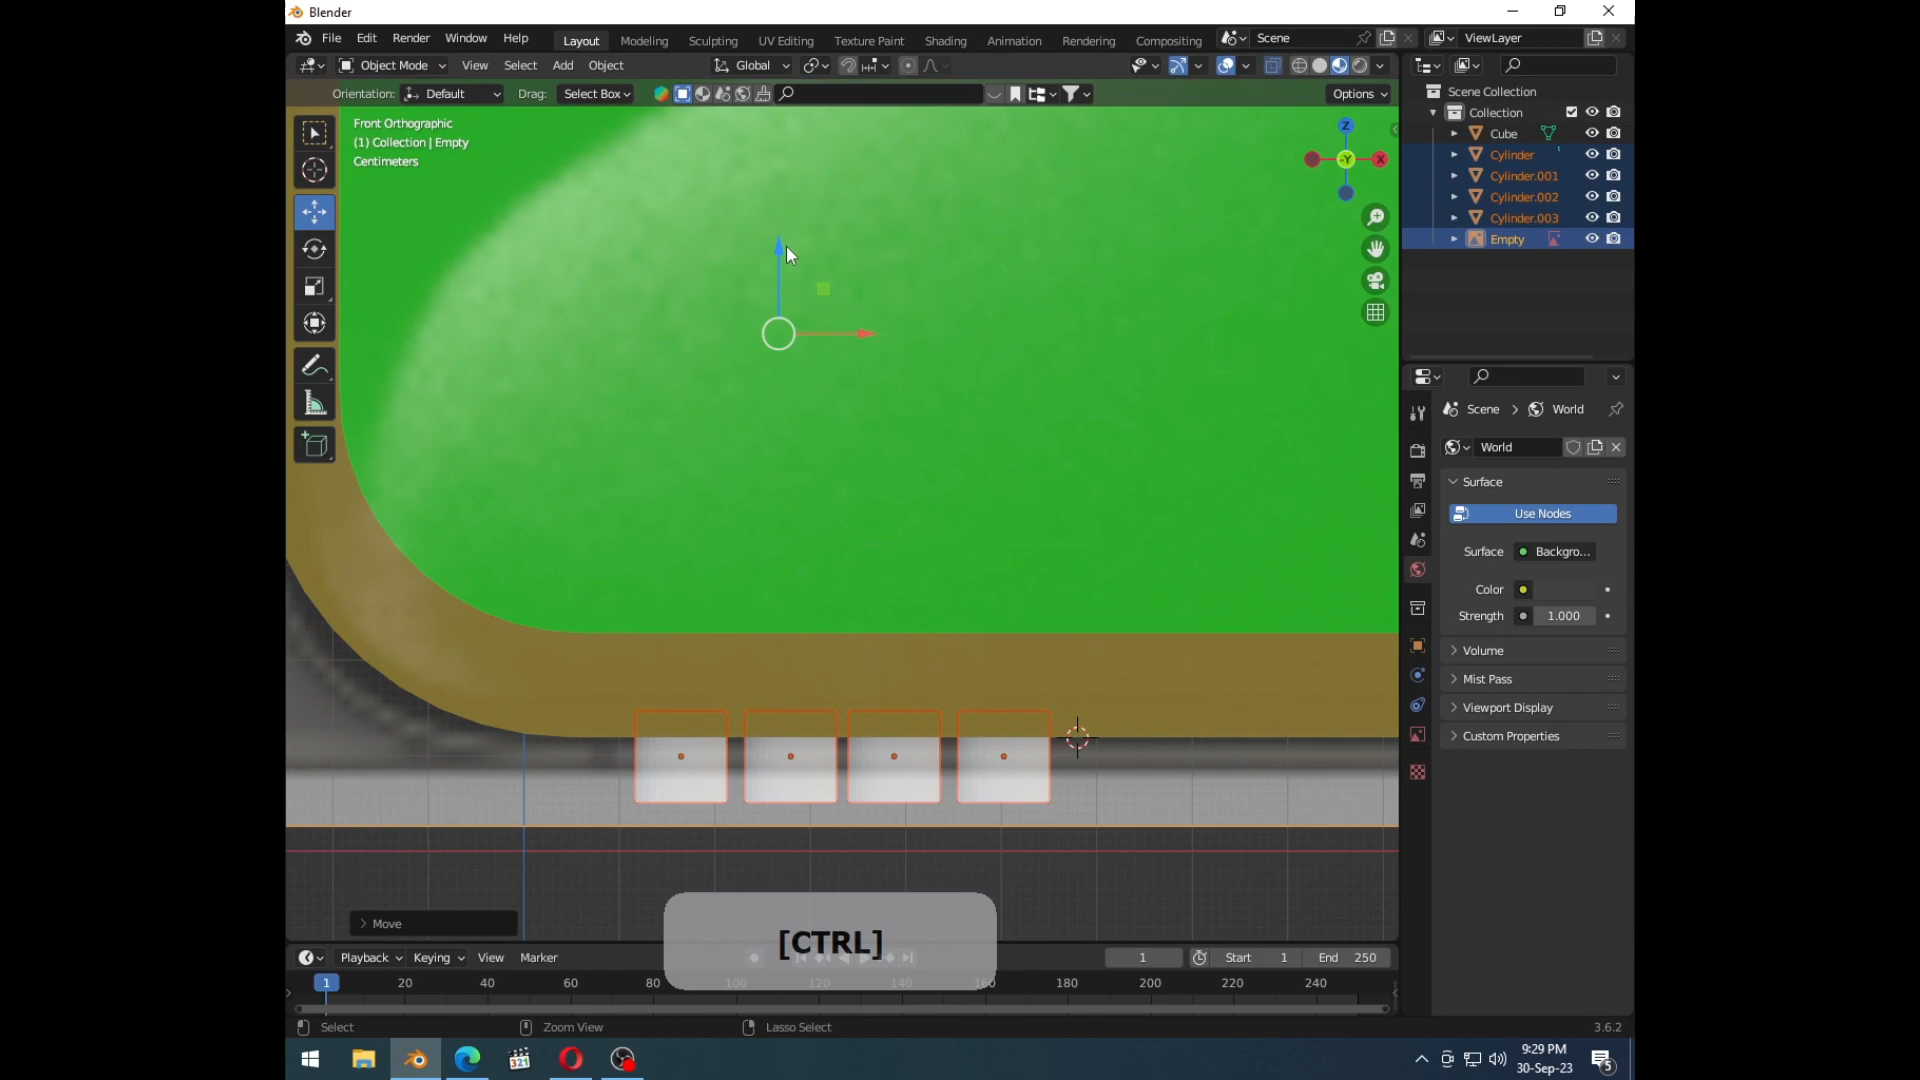 Blender
File Edit Render Window Help Layout Modeling Sculpting UV Editing Texture Paint Shading Animation Rendering Compositing Scene ViewLayer
Object Mode View Select Add Object Global
Orientation: Default Drag: Select Box Options
Front Orthographic
(1) Collection | Empty
Centimeters
Z
-Y
X
Scene Collection
Collection
Cube
Cylinder
Cylinder.001
Cylinder.002
Cylinder.003
Empty
Scene > World
World
Surface
Use Nodes
Surface Backgro...
Color
Strength 1.000
Volume
Mist Pass
Viewport Display
Custom Properties
Move
[CTRL]
Playback Keying View Marker 1 Start 1 End 250
1 20 40 60 80 100 120 140 160 180 200 220 240
Select Zoom View Lasso Select 3.6.2
321
9:29 PM
30-Sep-23
5